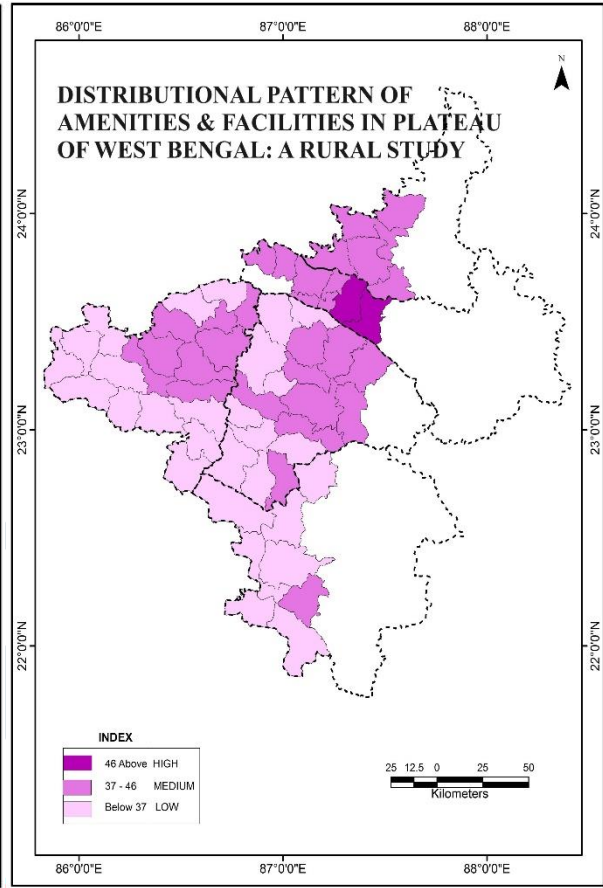 86°0'0"E 87°0'0"E 88°0'0"E
N
DISTRIBUTIONAL PATTERN OF
AMENITIES & FACILITIES IN PLATEAU
OF WEST BENGAL: A RURAL STUDY
24°0'0"N 24°0'0"N
23°0'0"N 23°0'0"N
22°0'0"N 22°0'0"N
INDEX
46 Above HIGH
37 - 46 MEDIUM
Below 37 LOW
25 12.5 0 25 50
Kilometers
86°0'0"E 87°0'0"E 88°0'0"E